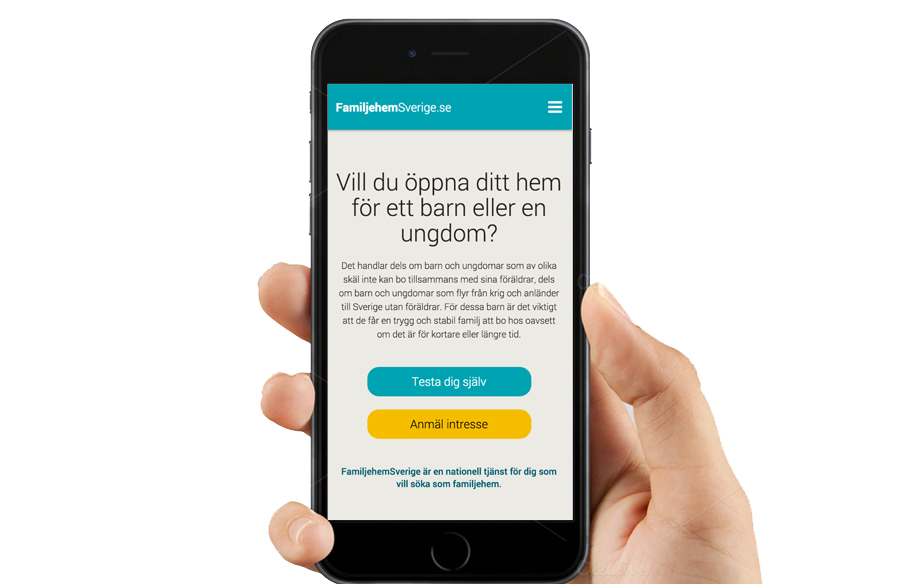 FamiljehemSverige.se
Vill du öppna ditt hem
för ett barn eller en
ungdom?
Det handlar dels om barn och ungdomar som av olika
skäl inte kan bo tillsammans med sina föräldrar, dels
om barn och ungdomar som flyr från krig och anländer
till Sverige utan föräldrar. För dessa barn är det viktigt
att de får en trygg och stabil familj att bo hos oavsett
om det är för kortare eller längre tid.
Testa dig själv
Anmäl intresse
FamiljehemSverige är en nationell tjänst för dig som
vill söka som familjehem.